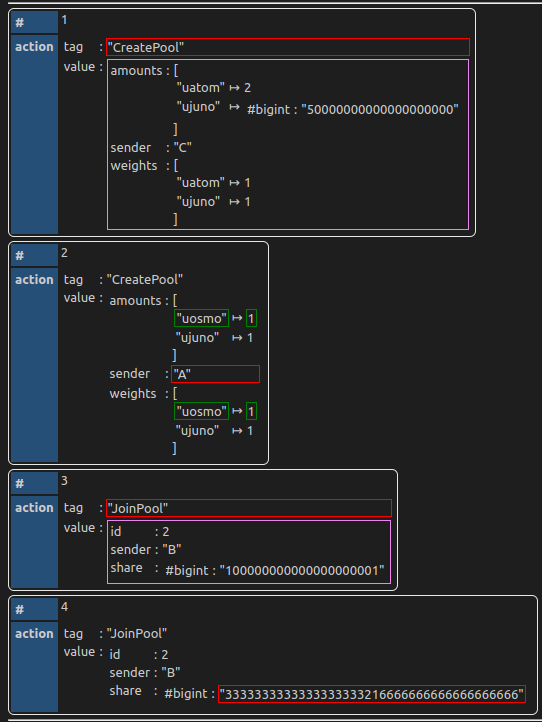 # 1
action tag : "CreatePool"
value : amounts : [
"uatom" ↦ 2
"ujuno" ↦ #bigint : "50000000000000000000"
]
sender : "C"
weights : [
"uatom" ↦ 1
"ujuno" ↦ 1
]
# 2
action tag : "CreatePool"
value : amounts : [
"uosmo" ↦ 1
"ujuno" ↦ 1
]
sender : "A"
weights : [
"uosmo" ↦ 1
"ujuno" ↦ 1
]
# 3
action tag : "JoinPool"
value : id : 2
sender : "B"
share : #bigint : "100000000000000000001"
# 4
action tag : "JoinPool"
value : id : 2
sender : "B"
share : #bigint : "33333333333333333333216666666666666666666"